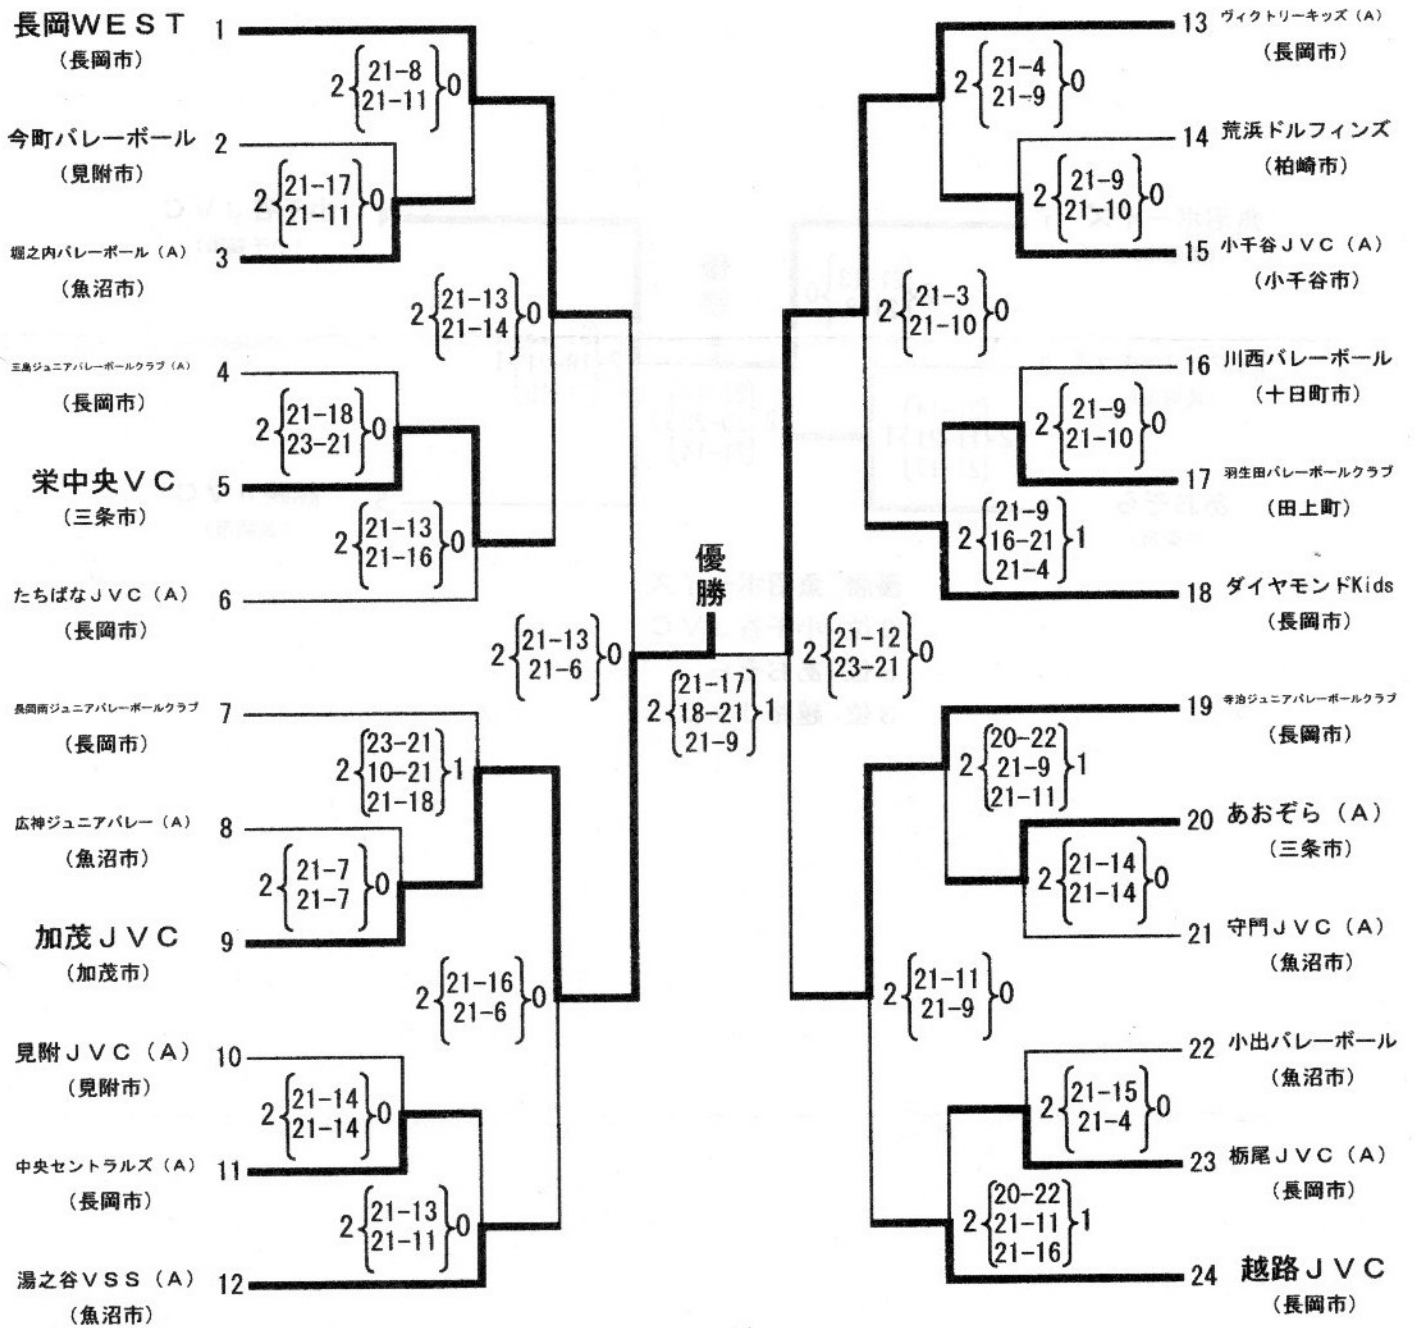 長岡WEST 1
(長岡市)
2 21-8 0
21-11
今町バレーボール 2
(見附市)
2 21-17 0
21-11
堀之内バレーボール(A) 3
(魚沼市)
2 21-13 0
21-14
三島ジュニアバレーボールクラブ(A) 4
(長岡市)
2 21-18 0
23-21
栄中央VC 5
(三条市)
2 21-13 0
21-16
たちばなJVC(A) 6
(長岡市)
2 21-13 0
21-6
長岡南ジュニアバレーボールクラブ 7
(長岡市)
2 23-21 1
10-21
21-18
広神ジュニアバレー(A) 8
(魚沼市)
2 21-7 0
21-7
加茂JVC 9
(加茂市)
2 21-16 0
21-6
見附JVC(A) 10
(見附市)
2 21-14 0
21-14
中央セントラルズ(A) 11
(長岡市)
2 21-13 0
21-11
湯之谷VSS(A) 12
(魚沼市)
優勝
2 21-17 1
18-21
21-9
13 ヴィクトリーキッズ(A)
(長岡市)
2 21-4 0
21-9
14 荒浜ドルフィンズ
(柏崎市)
2 21-9 0
21-10
15 小千谷JVC(A)
(小千谷市)
2 21-3 0
21-10
16 川西バレーボール
(十日町市)
2 21-9 0
21-10
17 羽生田バレーボールクラブ
(田上町)
2 21-9 1
16-21
21-4
18 ダイヤモンドKids
(長岡市)
2 21-12 0
23-21
19 寺泊ジュニアバレーボールクラブ
(長岡市)
2 20-22 1
21-9
21-11
20 あおぞら(A)
(三条市)
2 21-14 0
21-14
21 守門JVC(A)
(魚沼市)
2 21-11 0
21-9
22 小出バレーボール
(魚沼市)
2 21-15 0
21-4
23 栃尾JVC(A)
(長岡市)
2 20-22 1
21-11
21-16
24 越路JVC
(長岡市)